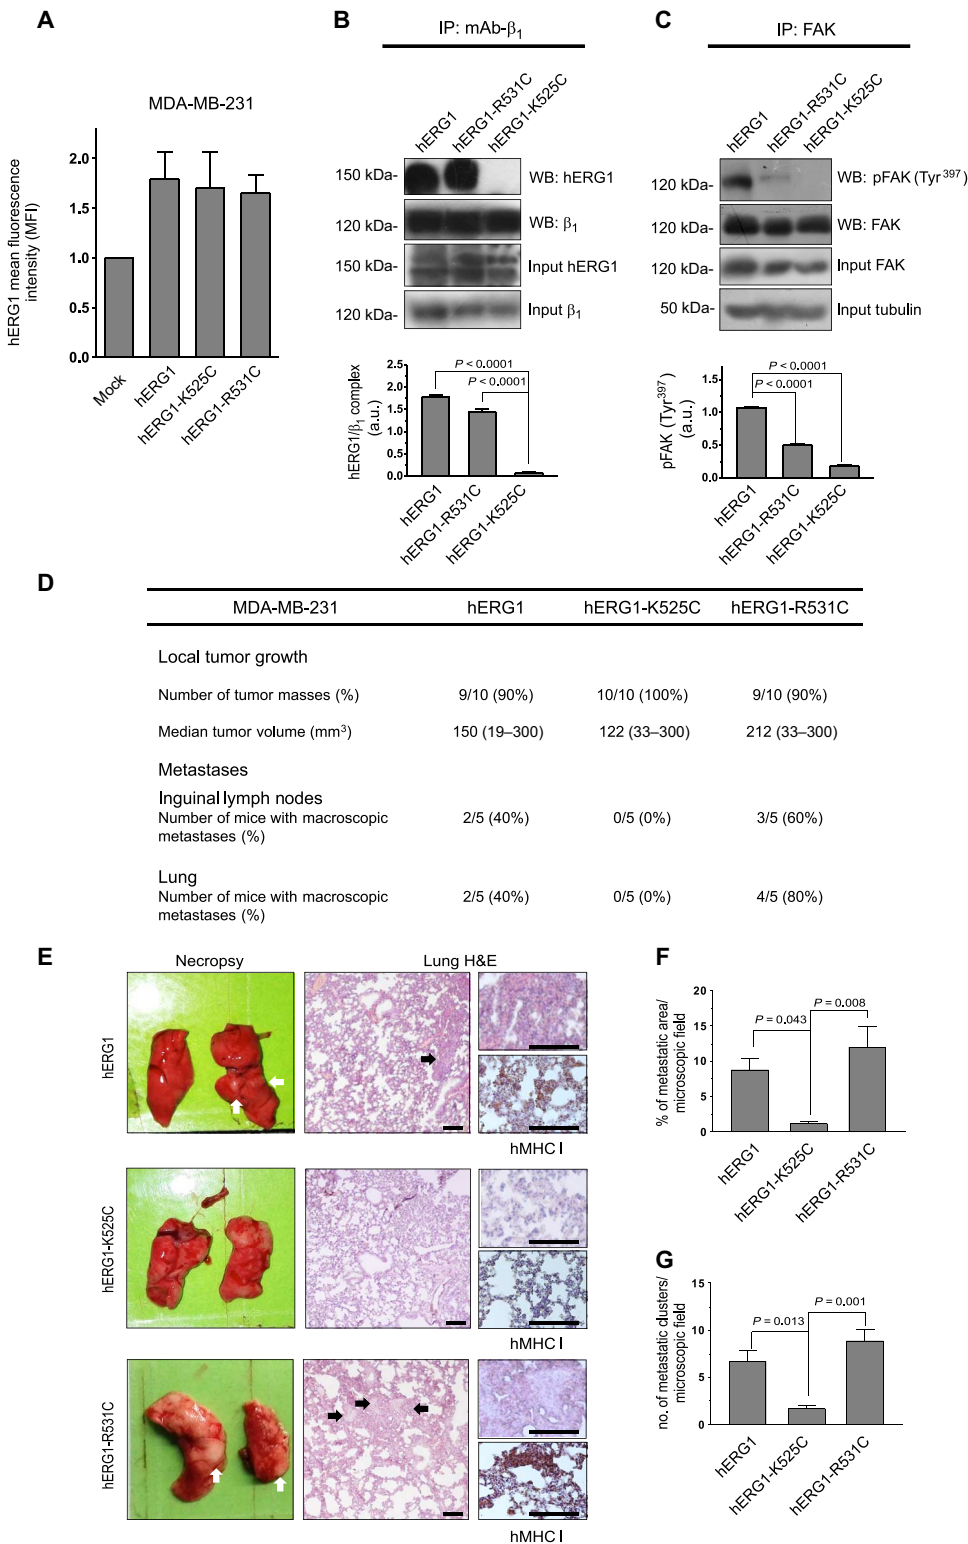 A
MDA-MB-231
hERG1 mean fluorescence
intensity (MFI)
2.0
1.5
1.0
0.5
0.0
Mock
hERG1
hERG1-K525C
hERG1-R531C
B
IP: mAb-β1
hERG1
hERG1-R531C
hERG1-K525C
150 kDa-
WB: hERG1
120 kDa-
WB: β1
150 kDa-
Input hERG1
120 kDa-
Input β1
hERG1/β1 complex
(a.u.)
2.5
2.0
1.5
1.0
0.5
0.0
P < 0.0001
P < 0.0001
hERG1
hERG1-R531C
hERG1-K525C
C
IP: FAK
hERG1
hERG1-R531C
hERG1-K525C
120 kDa-
WB: pFAK (Tyr397)
120 kDa-
WB: FAK
120 kDa-
Input FAK
50 kDa-
Input tubulin
pFAK (Tyr397)
(a.u.)
1.5
1.0
0.5
0.0
P < 0.0001
P < 0.0001
hERG1
hERG1-R531C
hERG1-K525C
D
MDA-MB-231 hERG1 hERG1-K525C hERG1-R531C
Local tumor growth
Number of tumor masses (%) 9/10 (90%) 10/10 (100%) 9/10 (90%)
Median tumor volume (mm3) 150 (19–300) 122 (33–300) 212 (33–300)
Metastases
Inguinal lymph nodes
Number of mice with macroscopic 2/5 (40%) 0/5 (0%) 3/5 (60%)
metastases (%)
Lung
Number of mice with macroscopic 2/5 (40%) 0/5 (0%) 4/5 (80%)
metastases (%)
E
Necropsy
Lung H&E
hERG1
hMHC I
hERG1-K525C
hMHC I
hERG1-R531C
hMHC I
F
% of metastatic area/
microscopic field
20
15
10
5
0
P = 0.043
P = 0.008
hERG1
hERG1-K525C
hERG1-R531C
G
no. of metastatic clusters/
microscopic field
15
10
5
0
P = 0.013
P = 0.001
hERG1
hERG1-K525C
hERG1-R531C